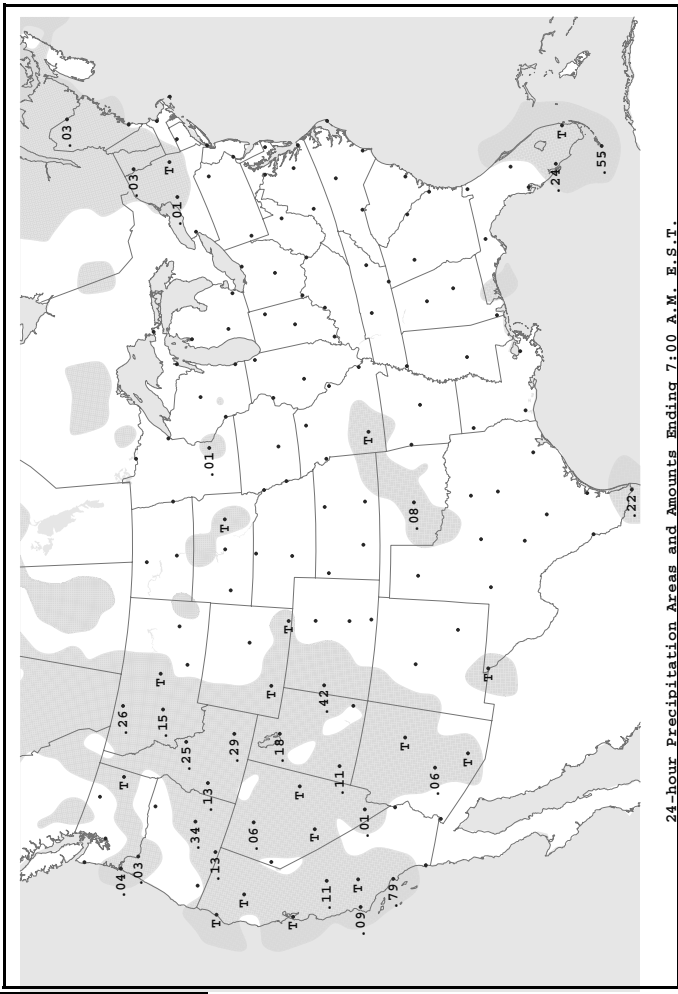 .03
.04
T
.26
.03
.03
T
.15
T
.01
.25
.34
.13
.01
.13
T
T
.29
T
.06
T
.18
T
T
T
T
.42
.11
.11
T
.09
.01
T
.79
T
.08
.06
T
T
.24
T
.55
.22
24-hour Precipitation Areas and Amounts Ending 7:00 A.M. E.S.T.